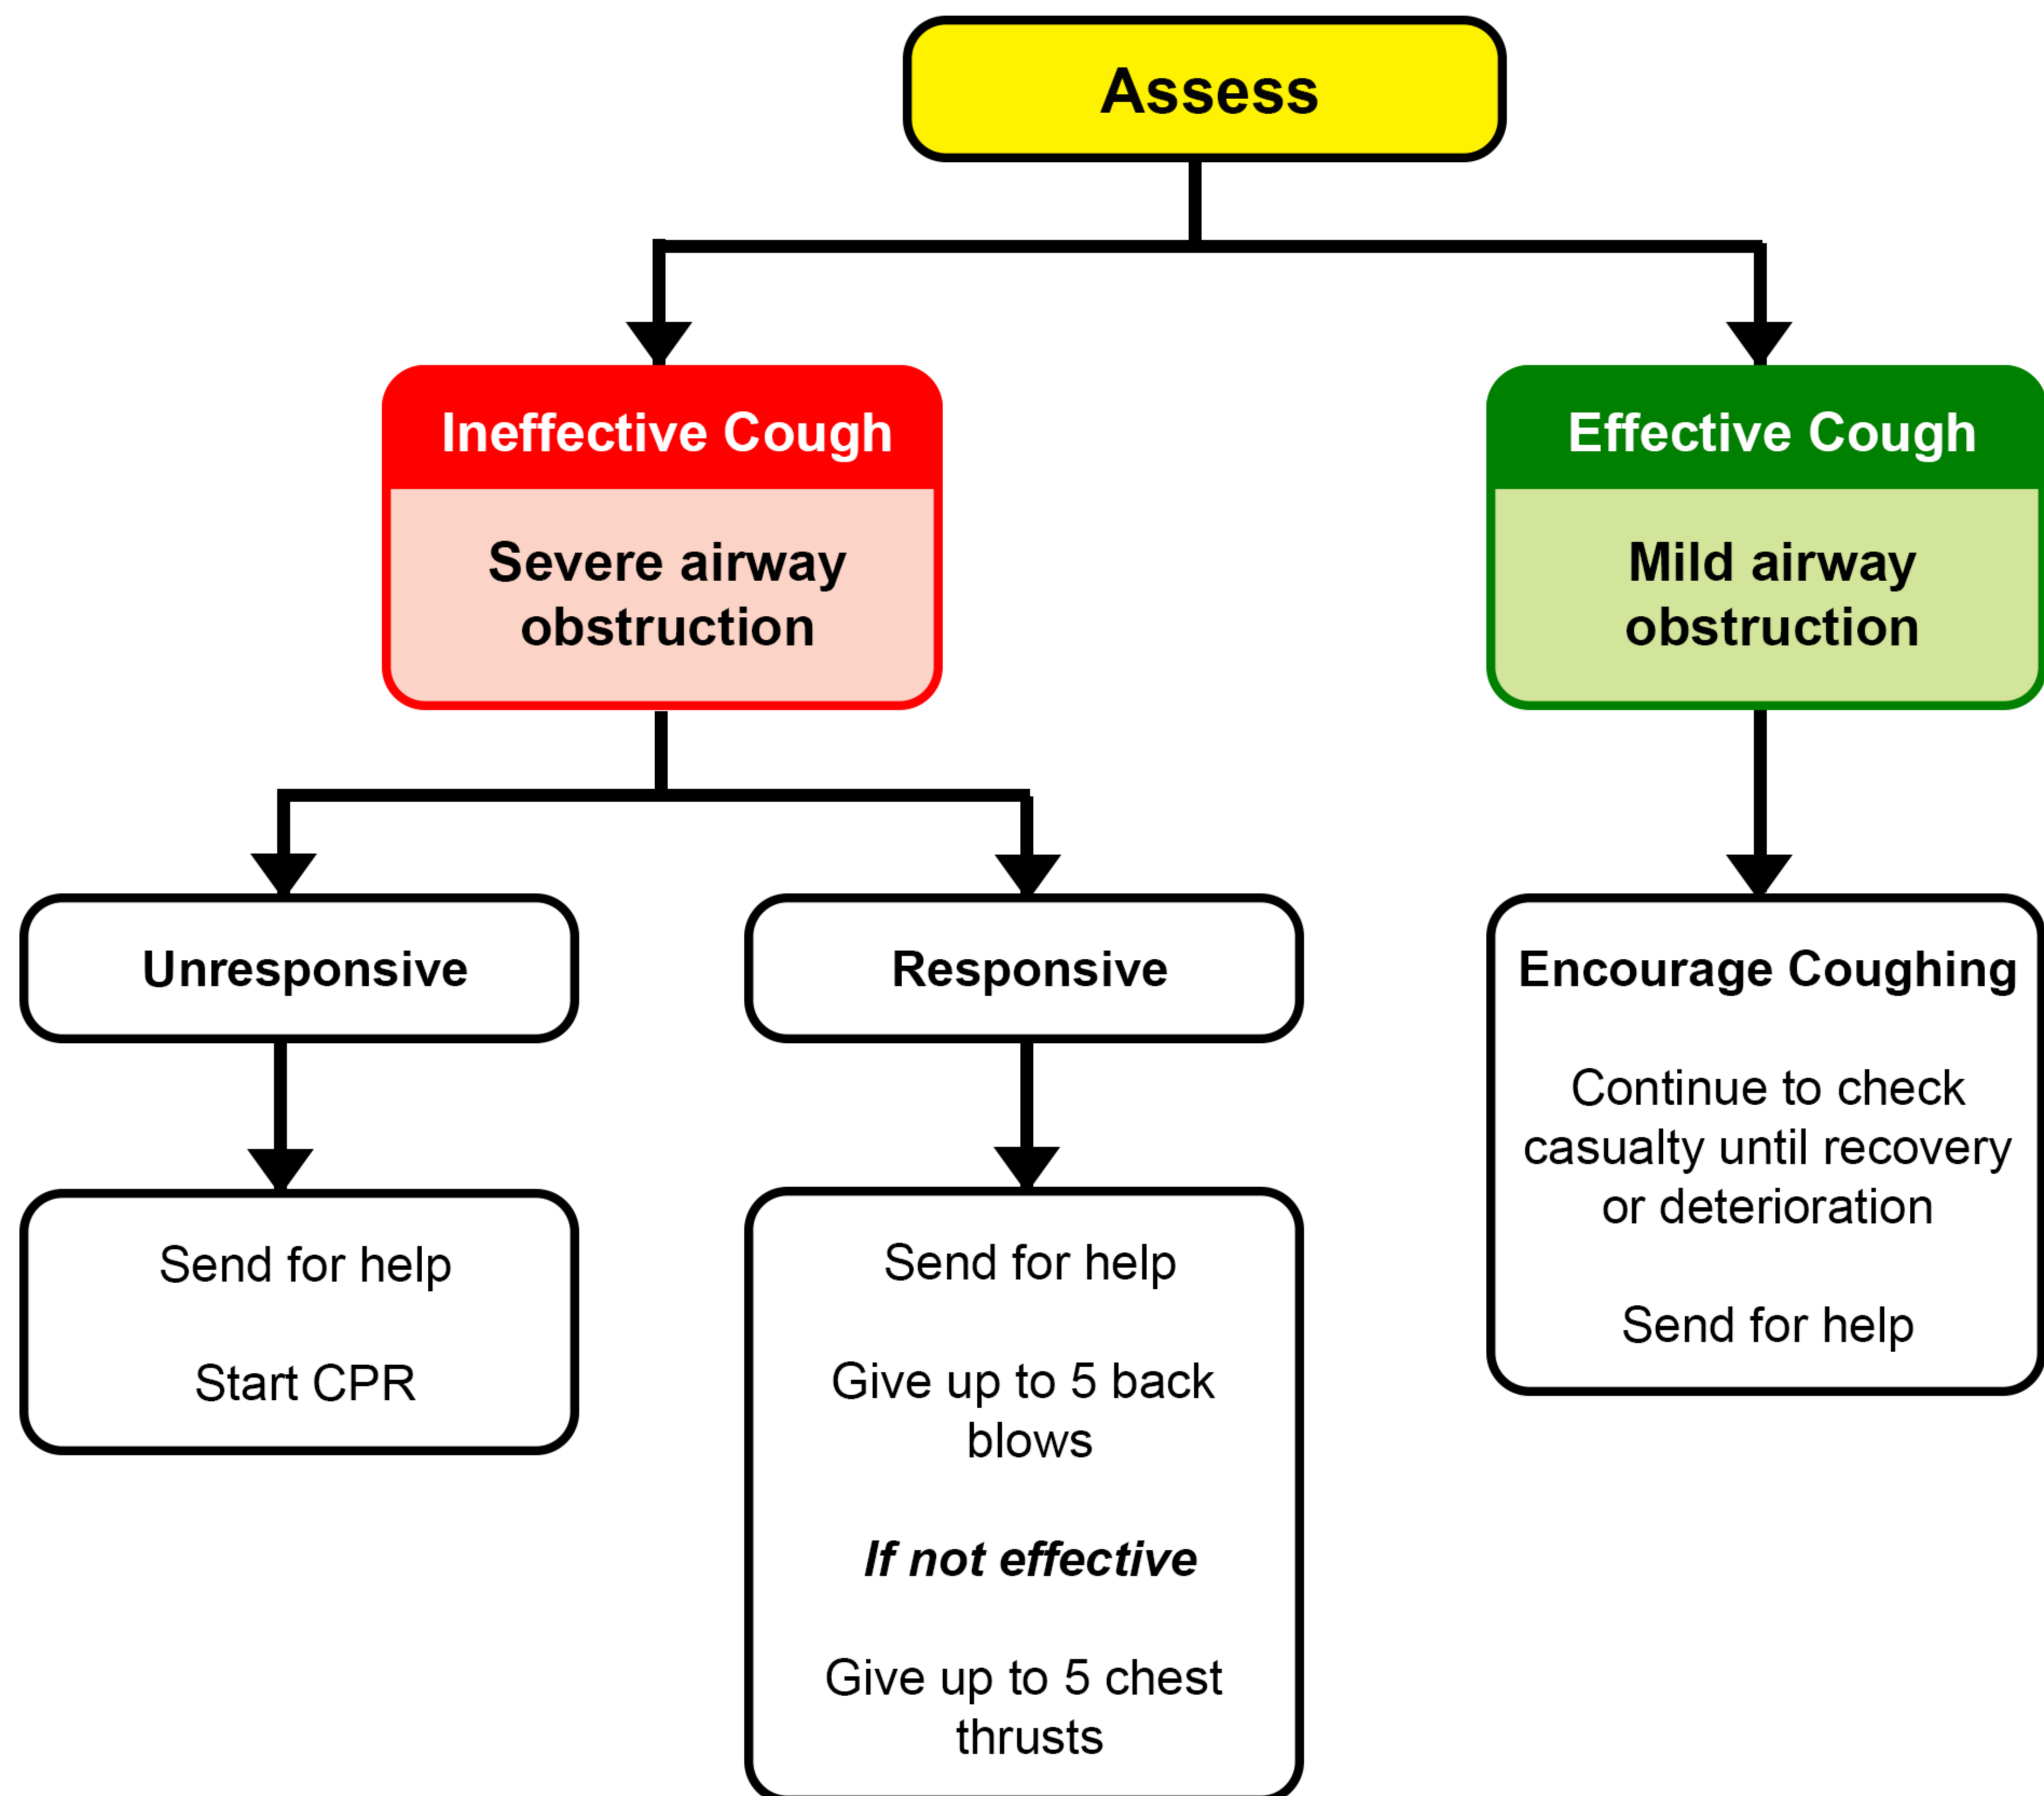 Assess
Ineffective Cough
Severe airway
obstruction
Effective Cough
Mild airway
obstruction
Unresponsive
Send for help
Start CPR
Responsive
Send for help
Give up to 5 back
blows
If not effective
Give up to 5 chest
thrusts
Encourage Coughing
Continue to check
casualty until recovery
or deterioration
Send for help